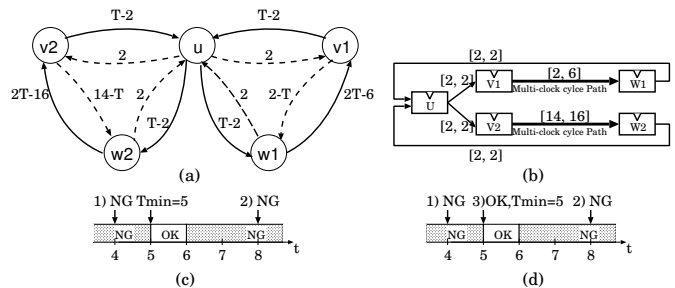 T-2
T-2
v2
u
v1
2
2
2T-16
14-T
2
2
2-T
2T-6
T-2
T-2
w2
w1
(a)
[2, 2]
[2, 2]
[2, 6]
V1
Multi-clock cylce Path
W1
U
[14, 16]
V2
Multi-clock cylce Path
W2
[2, 2]
[2, 2]
(b)
1) NG Tmin=5 2) NG
NG OK NG
4 5 6 7 8 t
(c)
1) NG 3)OK,Tmin=5 2) NG
NG OK NG
4 5 6 7 8 t
(d)